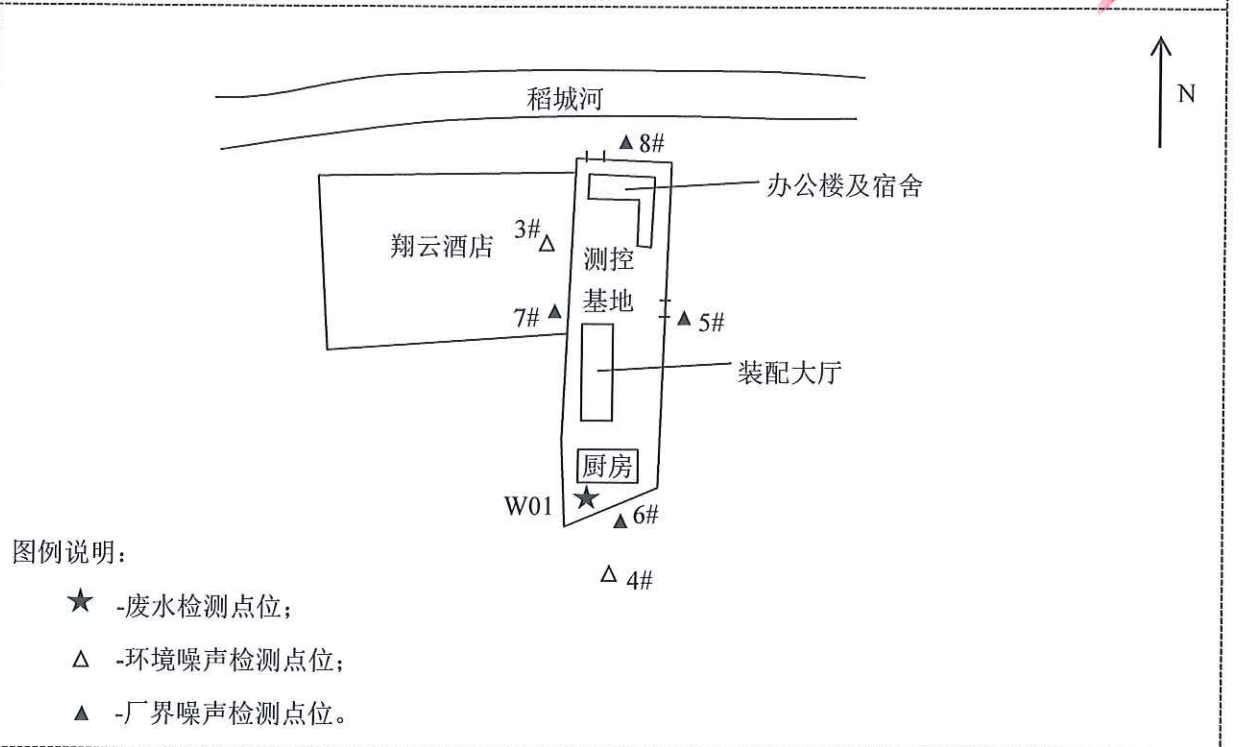 N
稻城河
8#
办公楼及宿舍
3#
翔云酒店
测控
基地
7#
5#
装配大厅
厨房
W01
6#
4#
图例说明：
★ -废水检测点位；
△ -环境噪声检测点位；
▲ -厂界噪声检测点位。